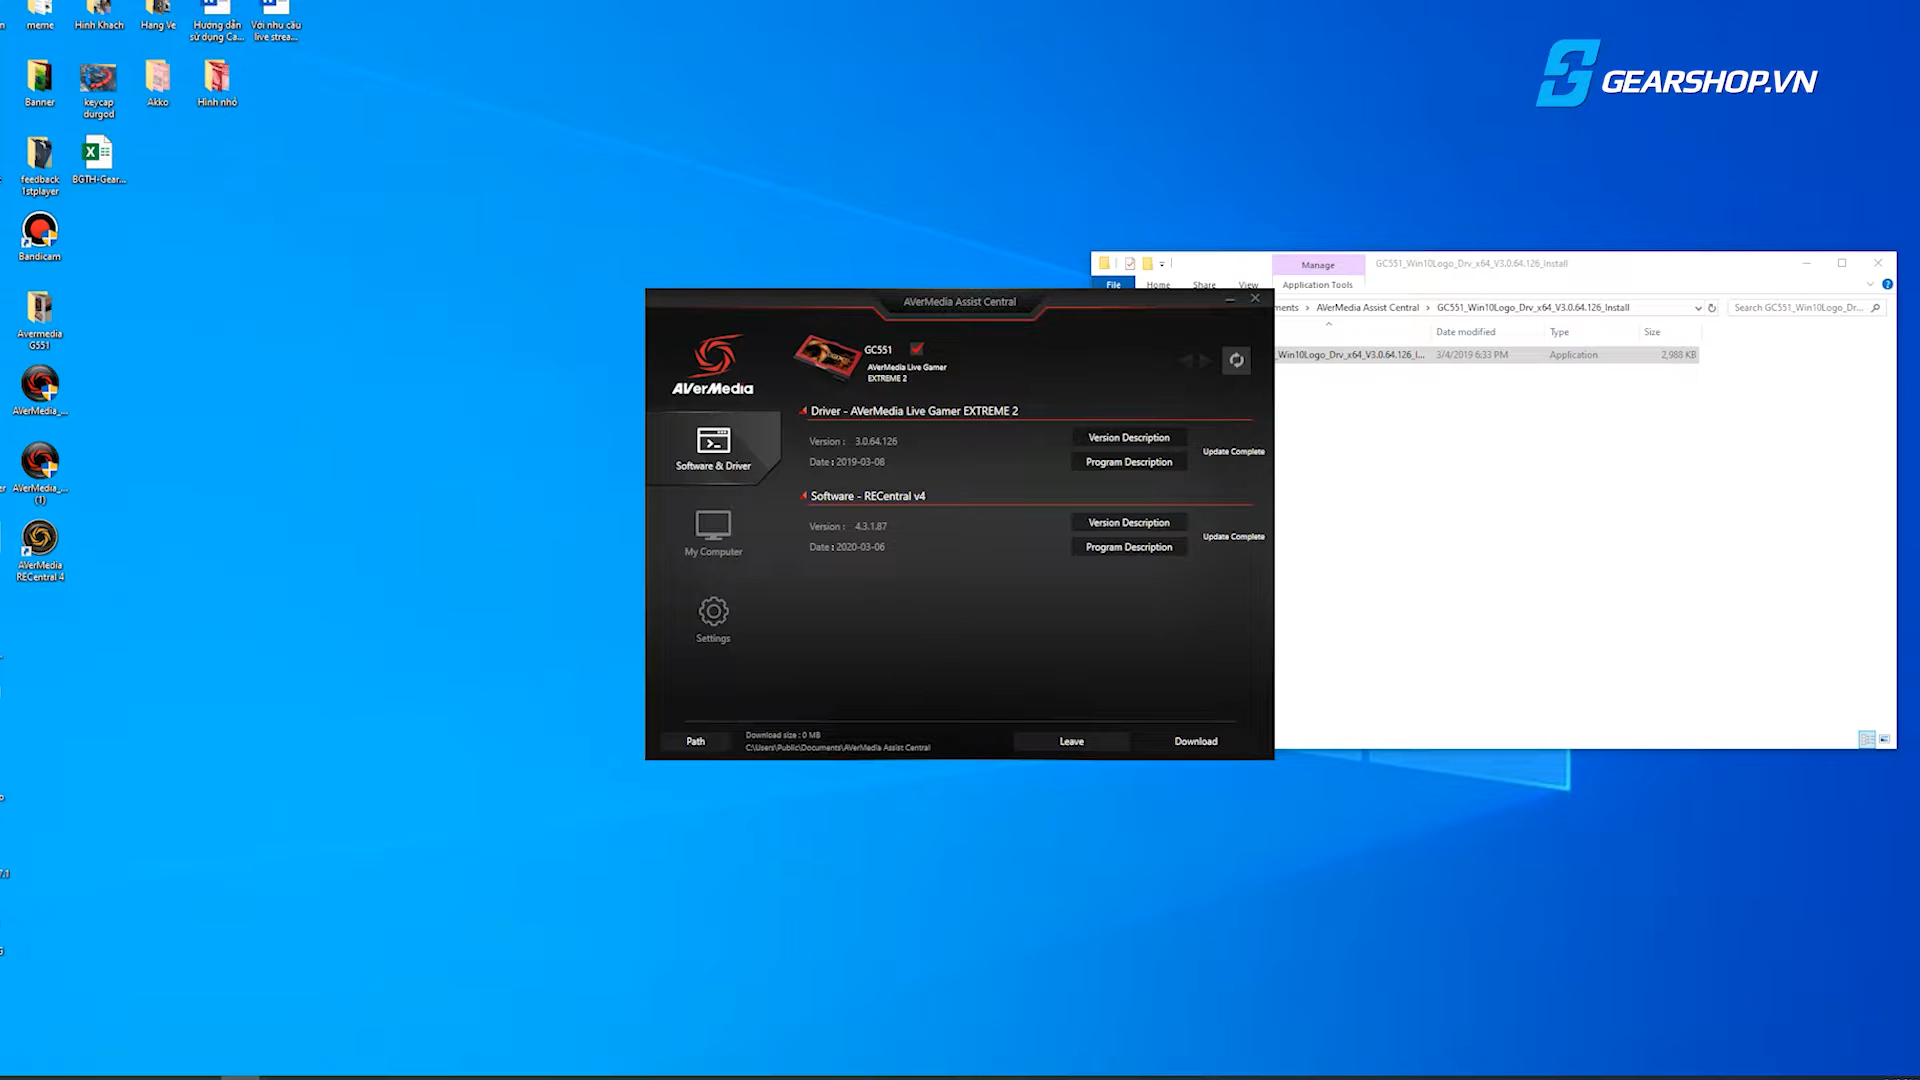 meme
Hình Khach
Hang Ve
Hướng dẫn
sử dụng Ca...
Với nhu cầu
live strea...
Banner
keycap
durgod
Akko
Hình nhỏ
feedback
1stplayer
BGTH-Gear...
Bandicam
Avermedia
G551
AVerMedia_...
AVerMedia_...
(1)
AVerMedia
RECentral 4
GEARSHOP.VN
Manage
GC551_Win10Logo_Drv_x64_V3.0.64.126_Install
File
Home
Share
View
Application Tools
ments > AVerMedia Assist Central > GC551_Win10Logo_Drv_x64_V3.0.64.126_Install
Search GC551_Win10Logo_Dr...
Date modified
Type
Size
_Win10Logo_Drv_x64_V3.0.64.126_I...
3/4/2019 6:33 PM
Application
2,988 KB
AVerMedia Assist Central
AVerMedia
GC551
AVerMedia Live Gamer
EXTREME 2
Software & Driver
My Computer
Settings
Driver - AVerMedia Live Gamer EXTREME 2
Version : 3.0.64.126
Date : 2019-03-08
Version Description
Program Description
Update Complete
Software - RECentral v4
Version : 4.3.1.87
Date : 2020-03-06
Version Description
Program Description
Update Complete
Path
Download size : 0 MB
C:\Users\Public\Documents\AVerMedia Assist Central
Leave
Download